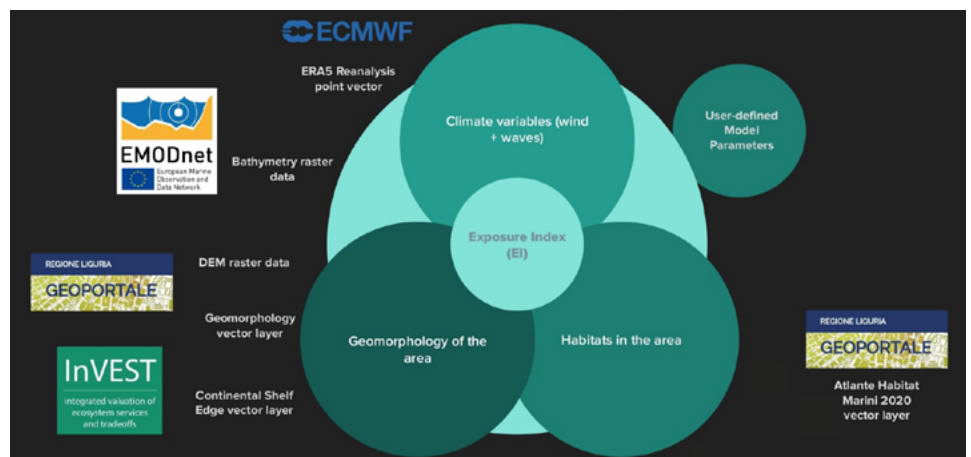 ECMWF
ERA5 Reanalysis
point vector
Climate variables (wind
+ waves)
User-defined
Model
Parameters
EMODnet
European Marine
Observation and
Data Network
Bathymetry raster
data
Exposure Index
(EI)
REGIONE LIGURIA
GEOPORTALE
DEM raster data
Geomorphology
vector layer
Geomorphology of the
area
Habitats in the area
REGIONE LIGURIA
GEOPORTALE
InVEST
integrated valuation of
ecosystem services
and tradeoffs
Continental Shelf
Edge vector layer
Atlante Habitat
Marini 2020
vector layer